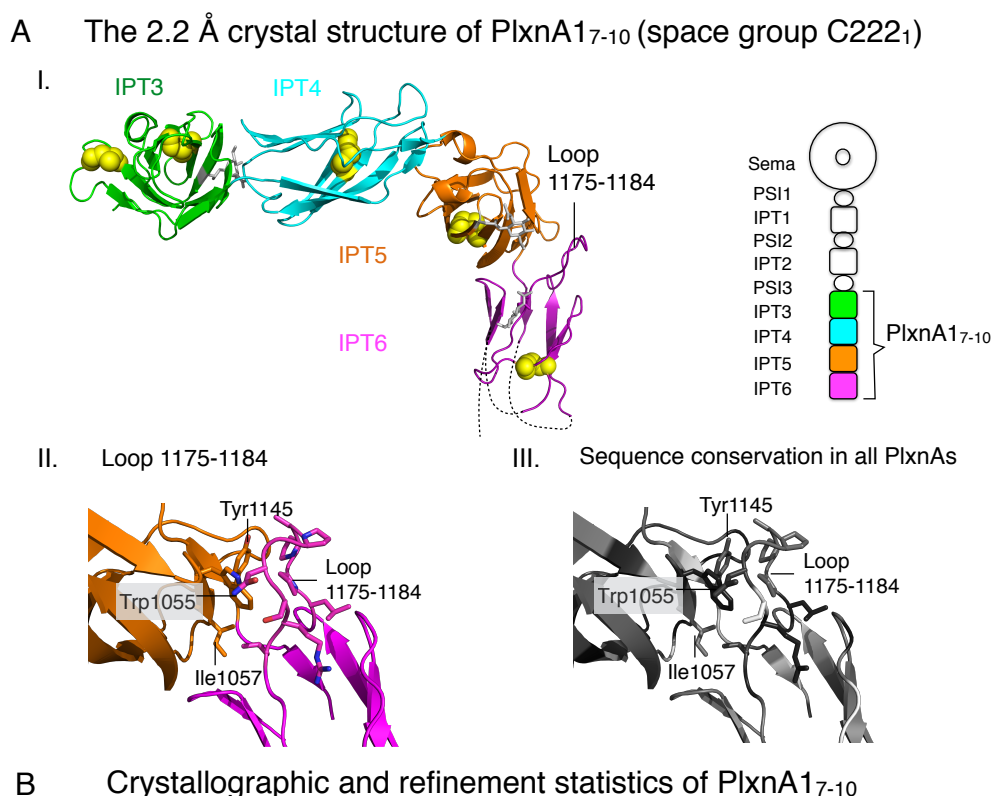 A The 2.2 Å crystal structure of PlxnA1₇₋₁₀ (space group C222₁)
I.
IPT3
IPT4
Loop
1175-1184
IPT5
IPT6
Sema
PSI1
IPT1
PSI2
IPT2
PSI3
IPT3
IPT4
IPT5
IPT6
PlxnA1₇₋₁₀
II. Loop 1175-1184
Tyr1145
Loop
1175-1184
Trp1055
Ile1057
III. Sequence conservation in all PlxnAs
Tyr1145
Loop
1175-1184
Trp1055
Ile1057
B Crystallographic and refinement statistics of PlxnA1₇₋₁₀